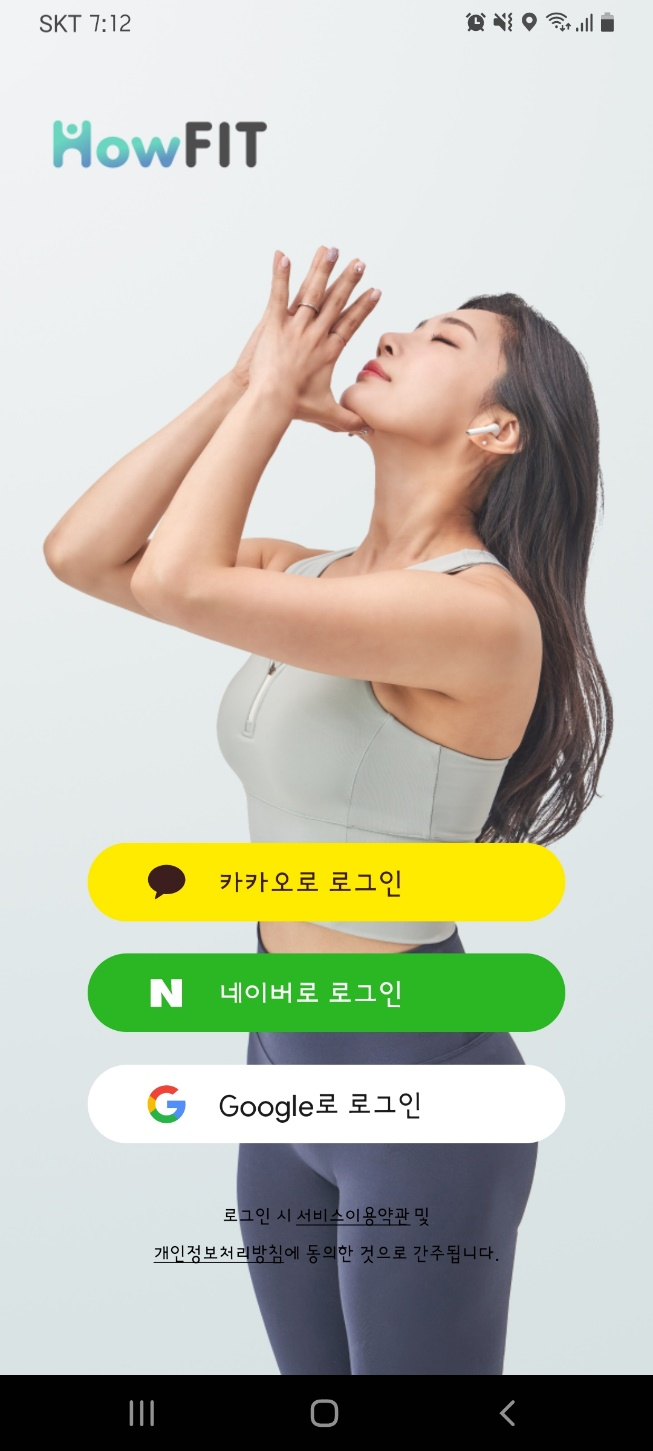 SKT 7:12
HowFIT
카카오로 로그인
N 네이버로 로그인
Google로 로그인
로그인 시 서비스이용약관 및
개인정보처리방침에 동의한 것으로 간주됩니다.